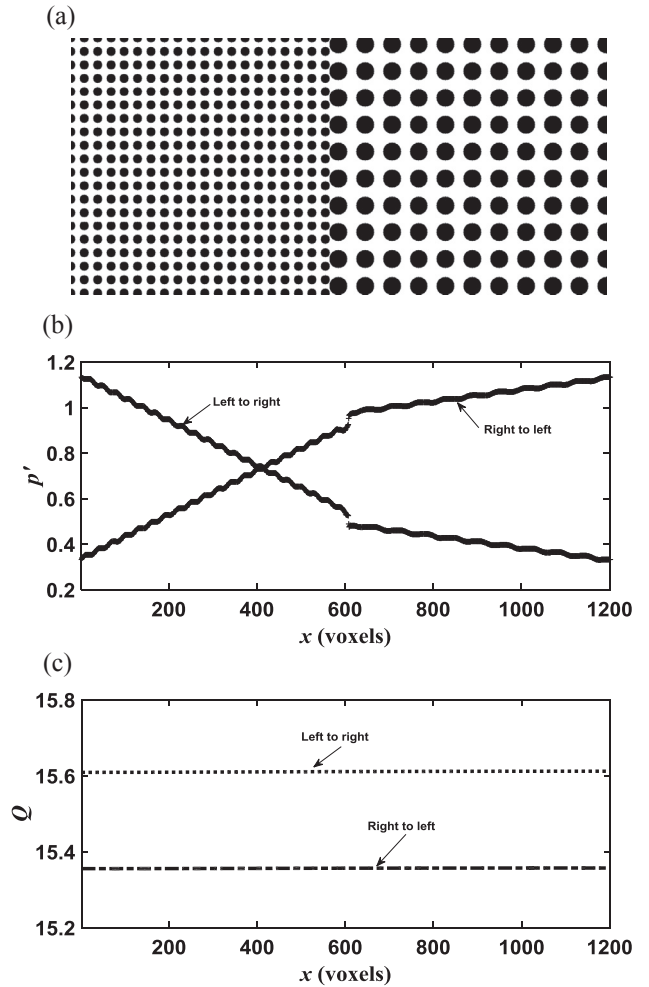 (a)
(b)
1.2
1
0.8
0.6
0.4
0.2
p′
Left to right
Right to left
200 400 600 800 1000 1200
x (voxels)
(c)
15.8
15.6
15.4
15.2
Q
Left to right
Right to left
200 400 600 800 1000 1200
x (voxels)